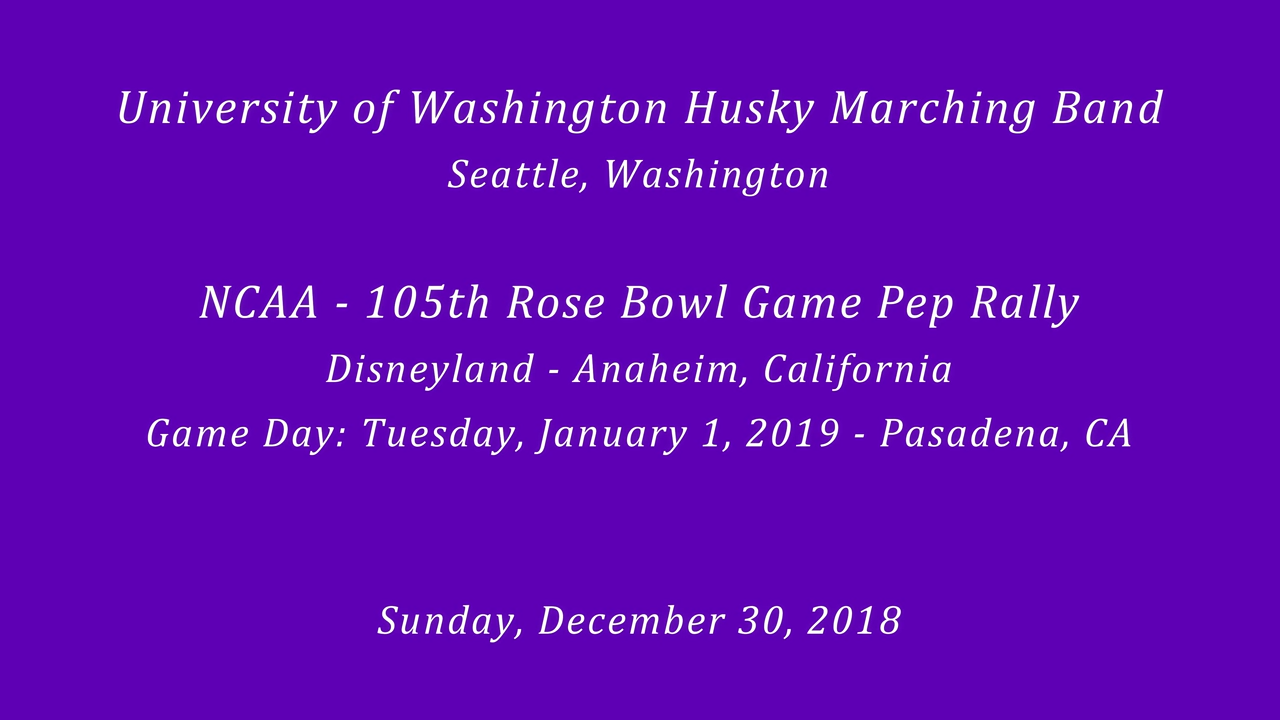 University of Washington Husky Marching Band
Seattle, Washington
NCAA - 105th Rose Bowl Game Pep Rally
Disneyland - Anaheim, California
Game Day: Tuesday, January 1, 2019 - Pasadena, CA
Sunday, December 30, 2018